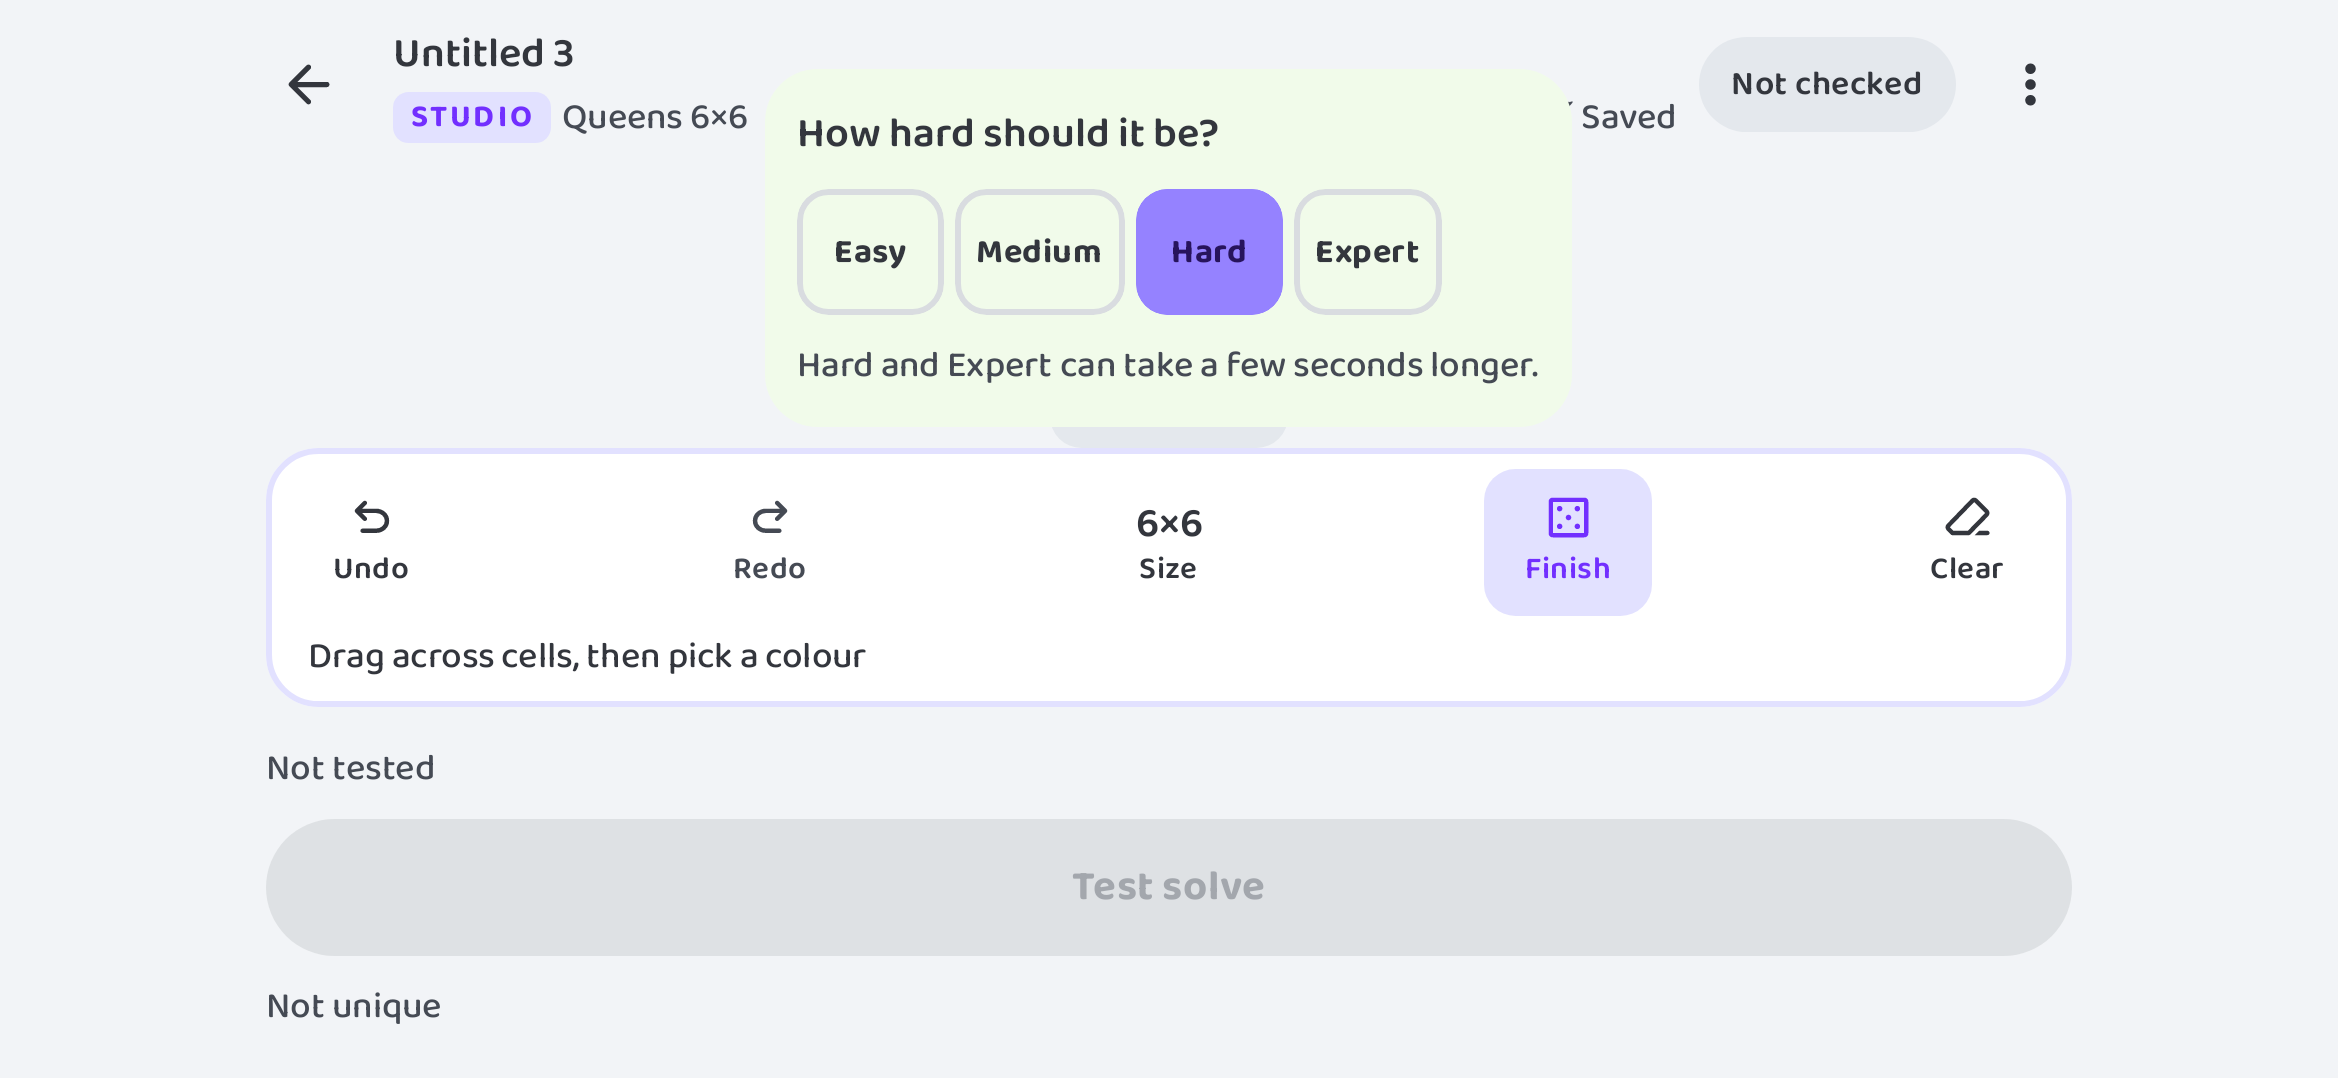 Untitled 3
STUDIO Queens 6×6
Saved
Not checked
How hard should it be?
Easy
Medium
Hard
Expert
Hard and Expert can take a few seconds longer.
Undo
Redo
6×6
Size
Finish
Clear
Drag across cells, then pick a colour
Not tested
Test solve
Not unique